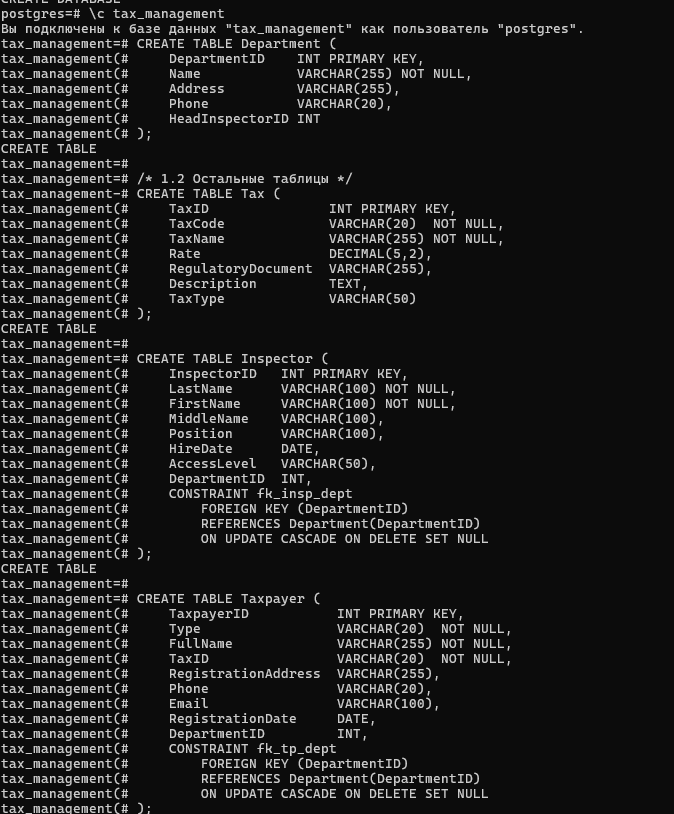 CREATE DATABASE
postgres=# \c tax_management
Вы подключены к базе данных "tax_management" как пользователь "postgres".
tax_management=# CREATE TABLE Department (
tax_management(#     DepartmentID    INT PRIMARY KEY,
tax_management(#     Name            VARCHAR(255) NOT NULL,
tax_management(#     Address         VARCHAR(255),
tax_management(#     Phone           VARCHAR(20),
tax_management(#     HeadInspectorID INT
tax_management(# );
CREATE TABLE
tax_management=#
tax_management=# /* 1.2 Остальные таблицы */
tax_management-# CREATE TABLE Tax (
tax_management(#     TaxID               INT PRIMARY KEY,
tax_management(#     TaxCode             VARCHAR(20)  NOT NULL,
tax_management(#     TaxName             VARCHAR(255) NOT NULL,
tax_management(#     Rate                DECIMAL(5,2),
tax_management(#     RegulatoryDocument  VARCHAR(255),
tax_management(#     Description         TEXT,
tax_management(#     TaxType             VARCHAR(50)
tax_management(# );
CREATE TABLE
tax_management=#
tax_management=# CREATE TABLE Inspector (
tax_management(#     InspectorID   INT PRIMARY KEY,
tax_management(#     LastName      VARCHAR(100) NOT NULL,
tax_management(#     FirstName     VARCHAR(100) NOT NULL,
tax_management(#     MiddleName    VARCHAR(100),
tax_management(#     Position      VARCHAR(100),
tax_management(#     HireDate      DATE,
tax_management(#     AccessLevel   VARCHAR(50),
tax_management(#     DepartmentID  INT,
tax_management(#     CONSTRAINT fk_insp_dept
tax_management(#         FOREIGN KEY (DepartmentID)
tax_management(#         REFERENCES Department(DepartmentID)
tax_management(#         ON UPDATE CASCADE ON DELETE SET NULL
tax_management(# );
CREATE TABLE
tax_management=#
tax_management=# CREATE TABLE Taxpayer (
tax_management(#     TaxpayerID           INT PRIMARY KEY,
tax_management(#     Type                 VARCHAR(20)  NOT NULL,
tax_management(#     FullName             VARCHAR(255) NOT NULL,
tax_management(#     TaxID                VARCHAR(20)  NOT NULL,
tax_management(#     RegistrationAddress  VARCHAR(255),
tax_management(#     Phone                VARCHAR(20),
tax_management(#     Email                VARCHAR(100),
tax_management(#     RegistrationDate     DATE,
tax_management(#     DepartmentID         INT,
tax_management(#     CONSTRAINT fk_tp_dept
tax_management(#         FOREIGN KEY (DepartmentID)
tax_management(#         REFERENCES Department(DepartmentID)
tax_management(#         ON UPDATE CASCADE ON DELETE SET NULL
tax_management(# );